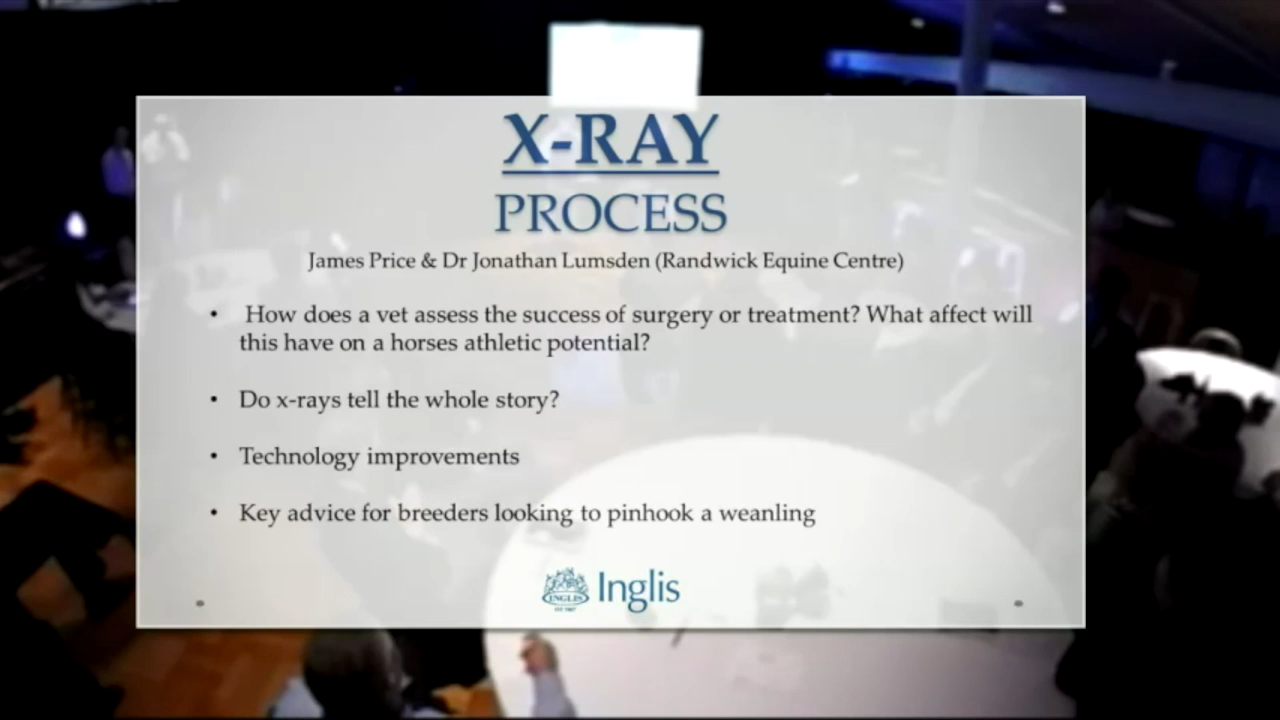 X-RAY
PROCESS
James Price & Dr Jonathan Lumsden (Randwick Equine Centre)
• How does a vet assess the success of surgery or treatment? What affect will
this have on a horses athletic potential?
• Do x-rays tell the whole story?
• Technology improvements
• Key advice for breeders looking to pinhook a weanling
INGLIS
Inglis